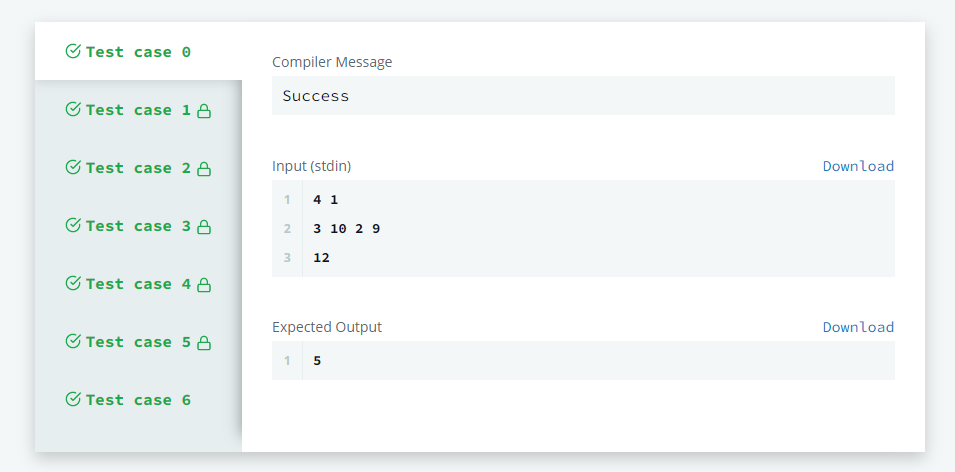 Test case 0
Test case 1
Test case 2
Test case 3
Test case 4
Test case 5
Test case 6
Compiler Message
Success
Input (stdin) Download
1 4 1
2 3 10 2 9
3 12
Expected Output Download
1 5